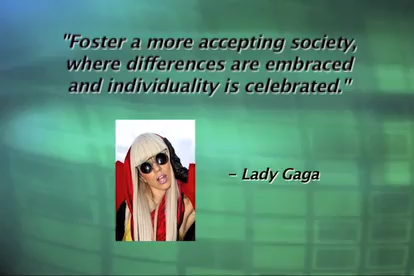 "Foster a more accepting society,
where differences are embraced
and individuality is celebrated."
– Lady Gaga